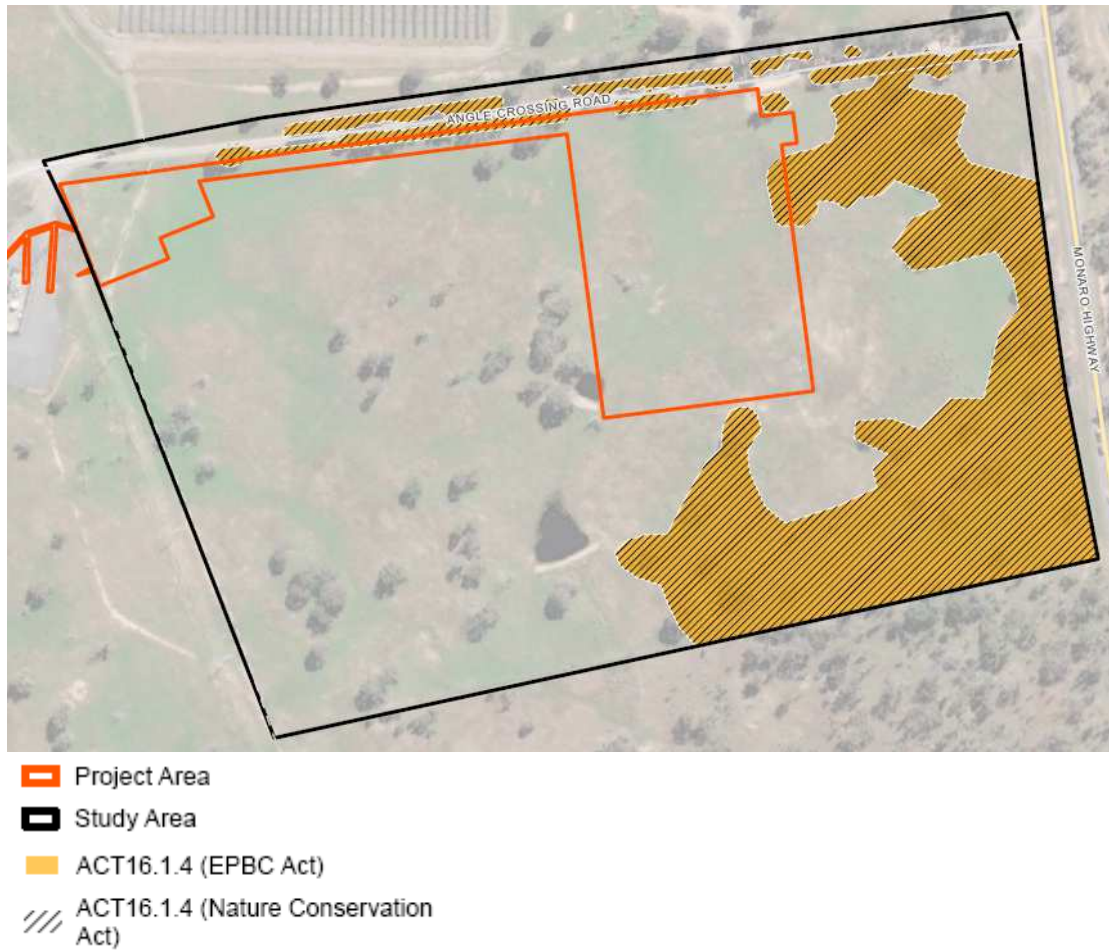 ANGLE CROSSING ROAD
MONARO HIGHWAY
Project Area
Study Area
ACT16.1.4 (EPBC Act)
ACT16.1.4 (Nature Conservation
Act)